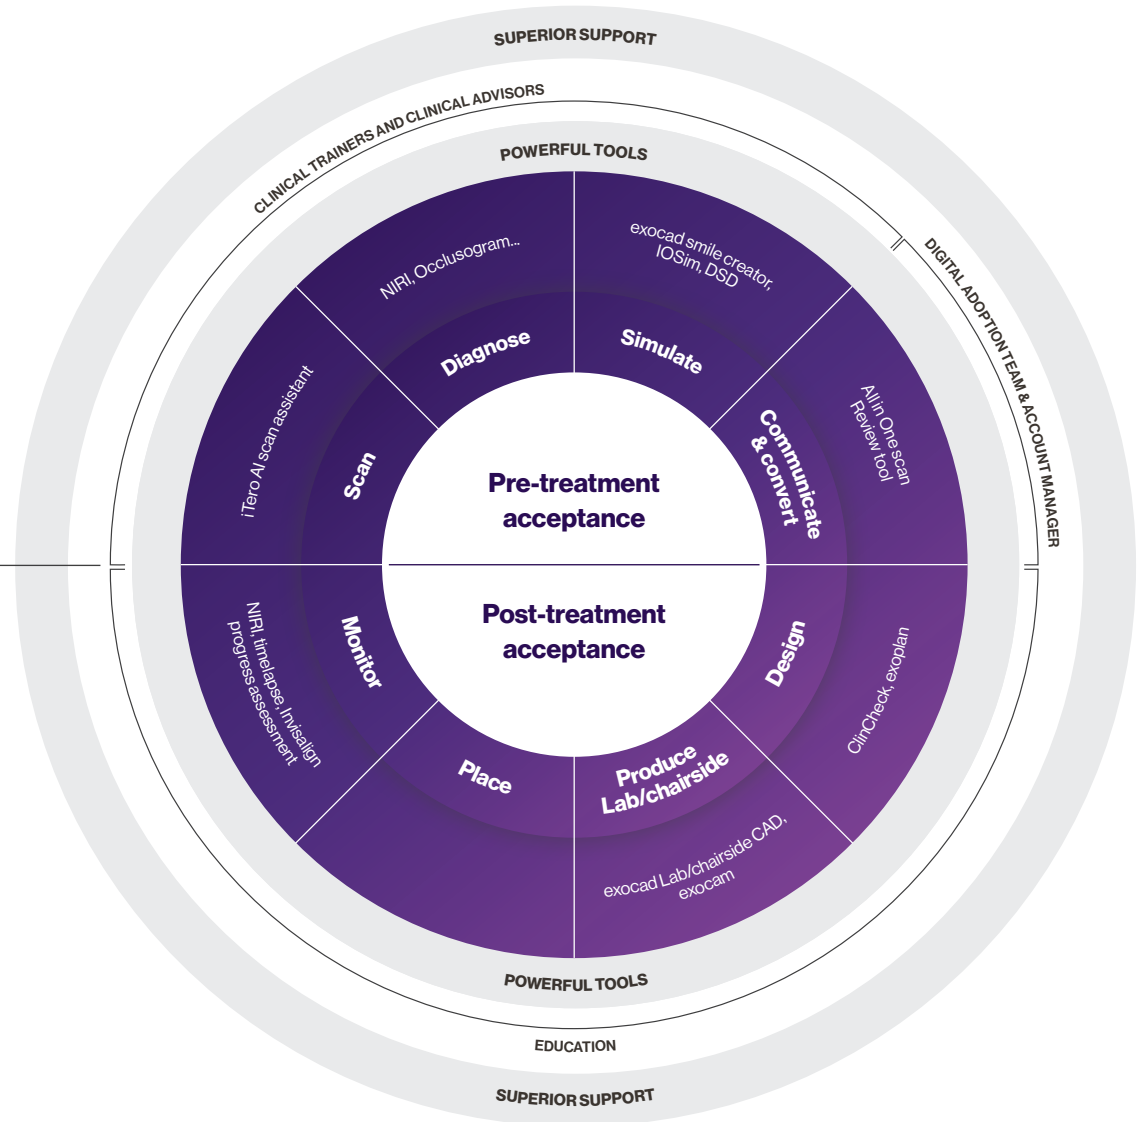 SUPERIOR SUPPORT
CLINICAL TRAINERS AND CLINICAL ADVISORS
POWERFUL TOOLS
DIGITAL ADOPTION TEAM & ACCOUNT MANAGER
NIRI, Occlusogram...
exocad smile creator,
IOSim, DSD
Diagnose
Simulate
iTero AI scan assistant
Scan
Communicate
& convert
All in One scan
Review tool
Pre-treatment
acceptance
Post-treatment
acceptance
NIRI, timelapse, Invisalign
progress assessment
Monitor
Design
ClinCheck, exoplan
Place
Produce
Lab/chairside
exocad Lab/chairside CAD,
exocam
POWERFUL TOOLS
EDUCATION
SUPERIOR SUPPORT